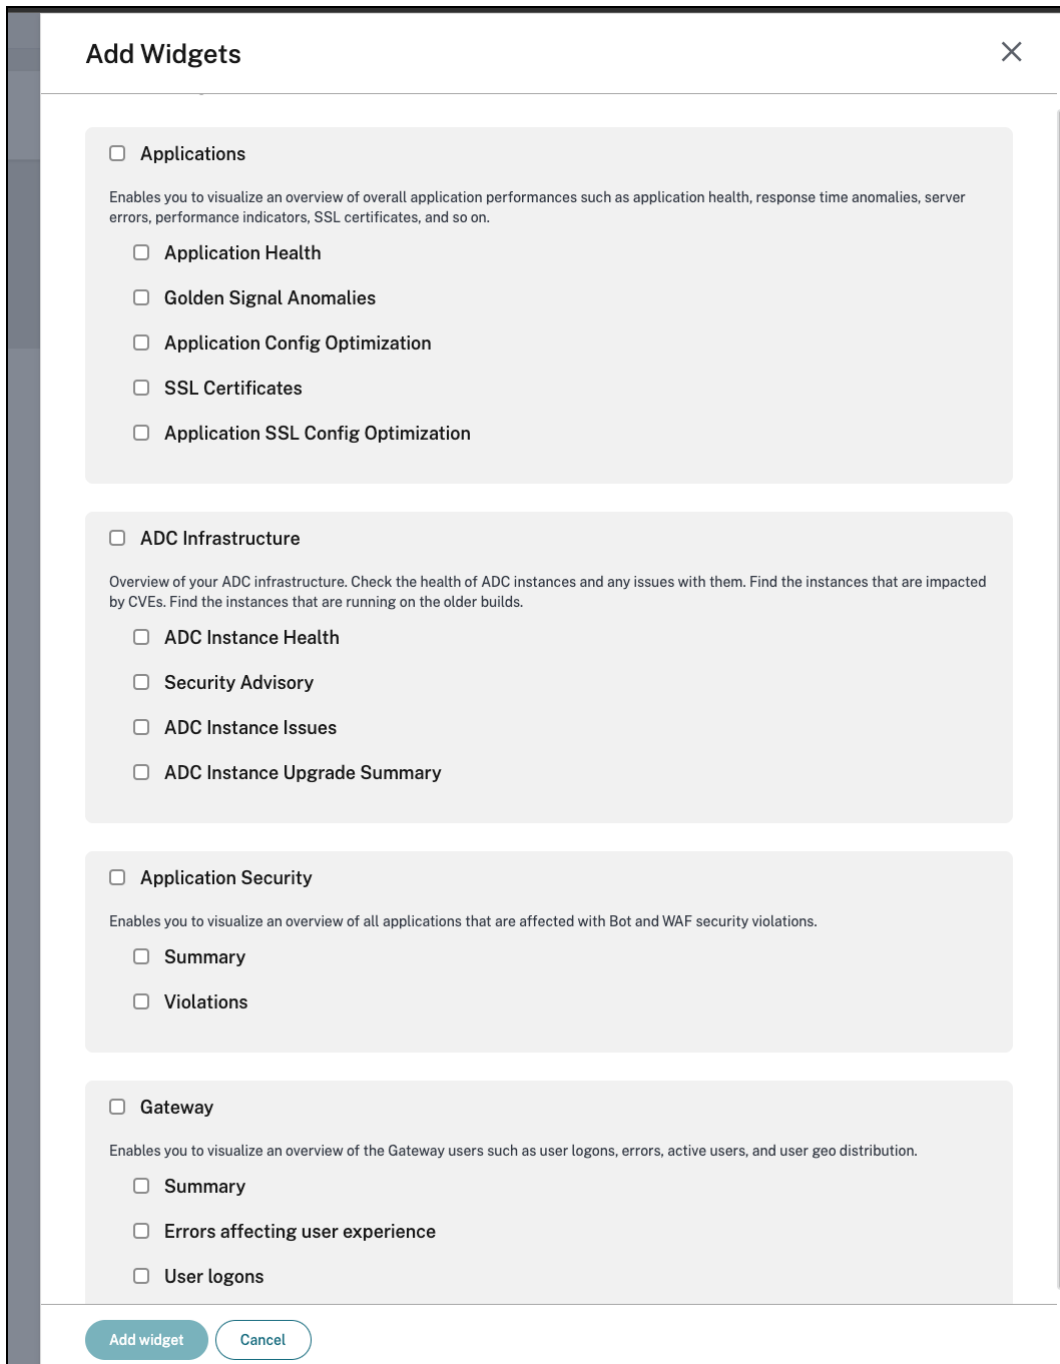 Add Widgets
Applications
Enables you to visualize an overview of overall application performances such as application health, response time anomalies, server
errors, performance indicators, SSL certificates, and so on.
Application Health
Golden Signal Anomalies
Application Config Optimization
SSL Certificates
Application SSL Config Optimization
ADC Infrastructure
Overview of your ADC infrastructure. Check the health of ADC instances and any issues with them. Find the instances that are impacted
by CVEs. Find the instances that are running on the older builds.
ADC Instance Health
Security Advisory
ADC Instance Issues
ADC Instance Upgrade Summary
Application Security
Enables you to visualize an overview of all applications that are affected with Bot and WAF security violations.
Summary
Violations
Gateway
Enables you to visualize an overview of the Gateway users such as user logons, errors, active users, and user geo distribution.
Summary
Errors affecting user experience
User logons
Add widget
Cancel